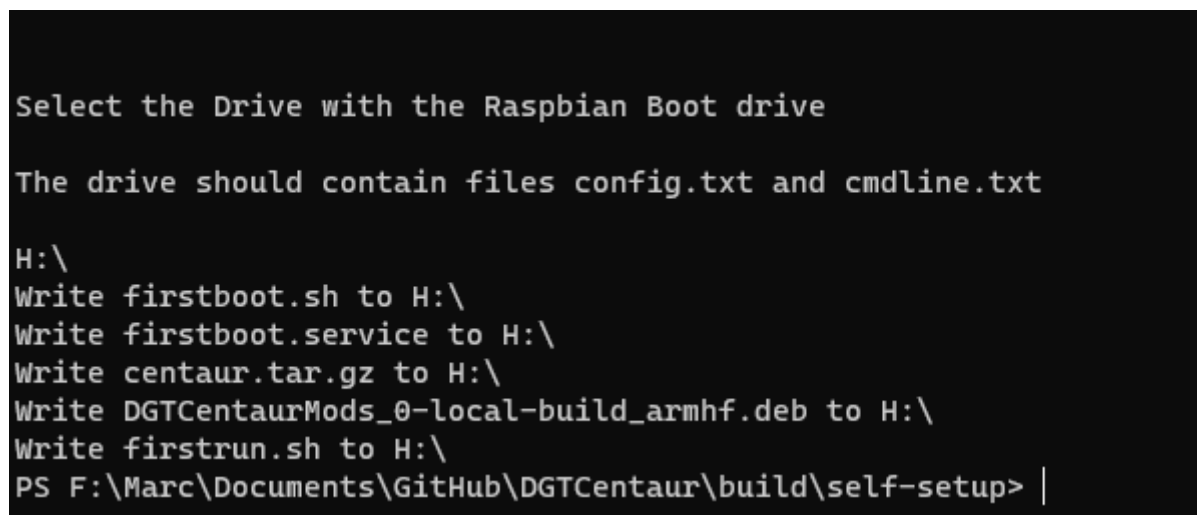 Select the Drive with the Raspbian Boot drive
The drive should contain files config.txt and cmdline.txt
H:\
Write firstboot.sh to H:\
Write firstboot.service to H:\
Write centaur.tar.gz to H:\
Write DGTCentaurMods_0-local-build_armhf.deb to H:\
Write firstrun.sh to H:\
PS F:\Marc\Documents\GitHub\DGTCentaur\build\self-setup>